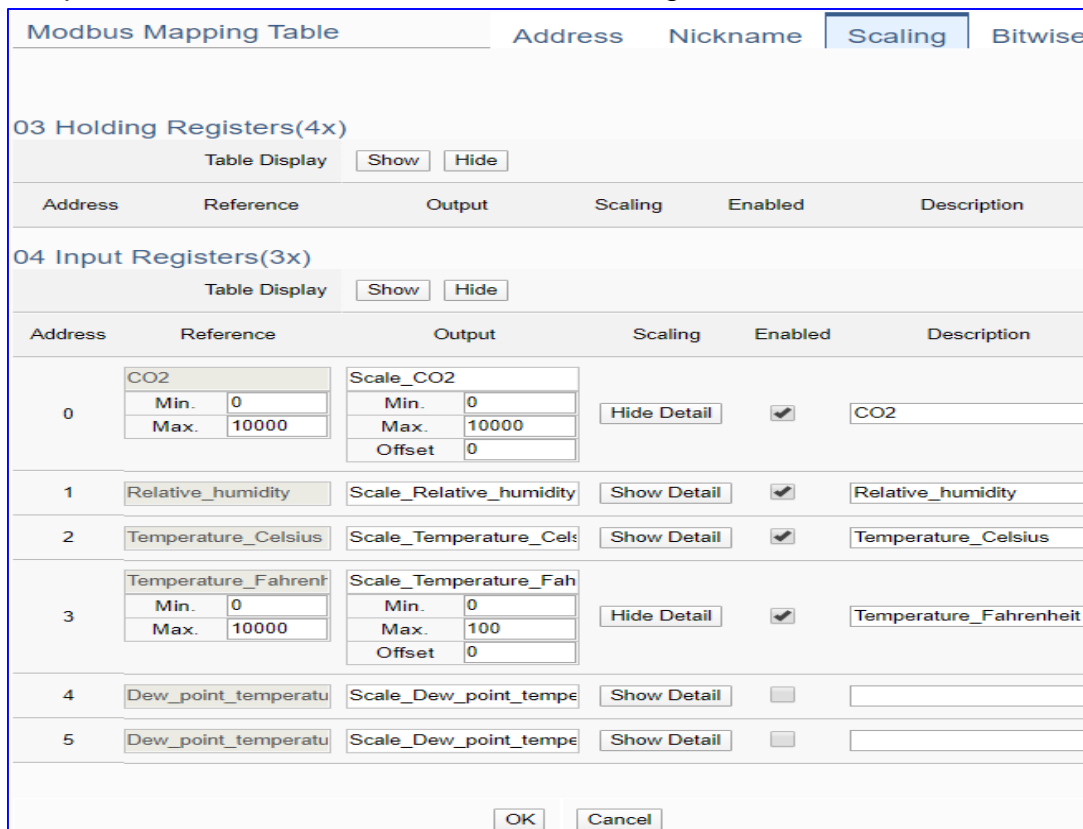 Modbus Mapping Table Address Nickname Scaling Bitwise
03 Holding Registers(4x)
Table Display Show Hide
Address Reference Output Scaling Enabled Description
04 Input Registers(3x)
Table Display Show Hide
Address Reference Output Scaling Enabled Description
CO2 Scale_CO2
0 Min. 0 Min. 0 Hide Detail CO2
Max. 10000 Max. 10000
Offset 0
1 Relative_humidity Scale_Relative_humidity Show Detail Relative_humidity
2 Temperature_Celsius Scale_Temperature_Cels Show Detail Temperature_Celsius
Temperature_Fahrenh Scale_Temperature_Fah
3 Min. 0 Min. 0 Hide Detail Temperature_Fahrenheit
Max. 10000 Max. 100
Offset 0
4 Dew_point_temperatu Scale_Dew_point_tempe Show Detail
5 Dew_point_temperatu Scale_Dew_point_tempe Show Detail
OK Cancel